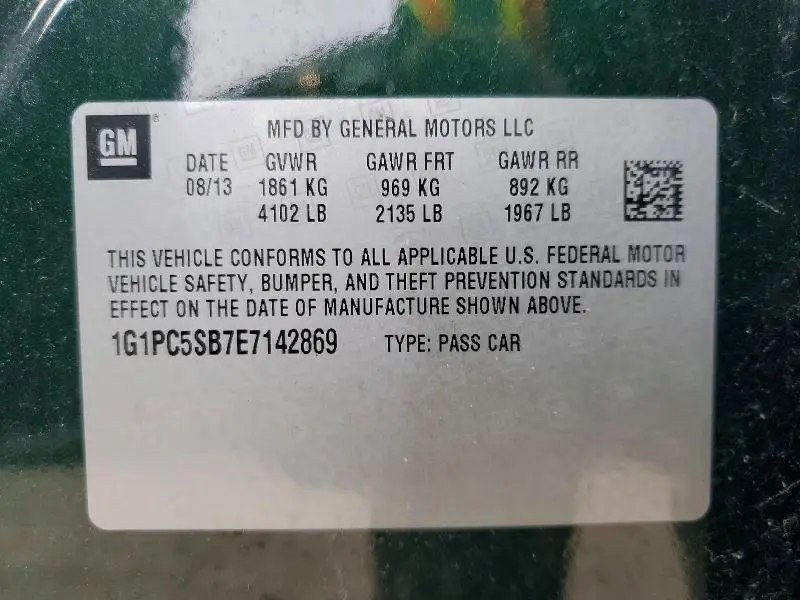 GM
MFD BY GENERAL MOTORS LLC
DATE GVWR GAWR FRT GAWR RR
08/13 1861 KG 969 KG 892 KG
4102 LB 2135 LB 1967 LB
THIS VEHICLE CONFORMS TO ALL APPLICABLE U.S. FEDERAL MOTOR
VEHICLE SAFETY, BUMPER, AND THEFT PREVENTION STANDARDS IN
EFFECT ON THE DATE OF MANUFACTURE SHOWN ABOVE.
1G1PC5SB7E7142869 TYPE: PASS CAR